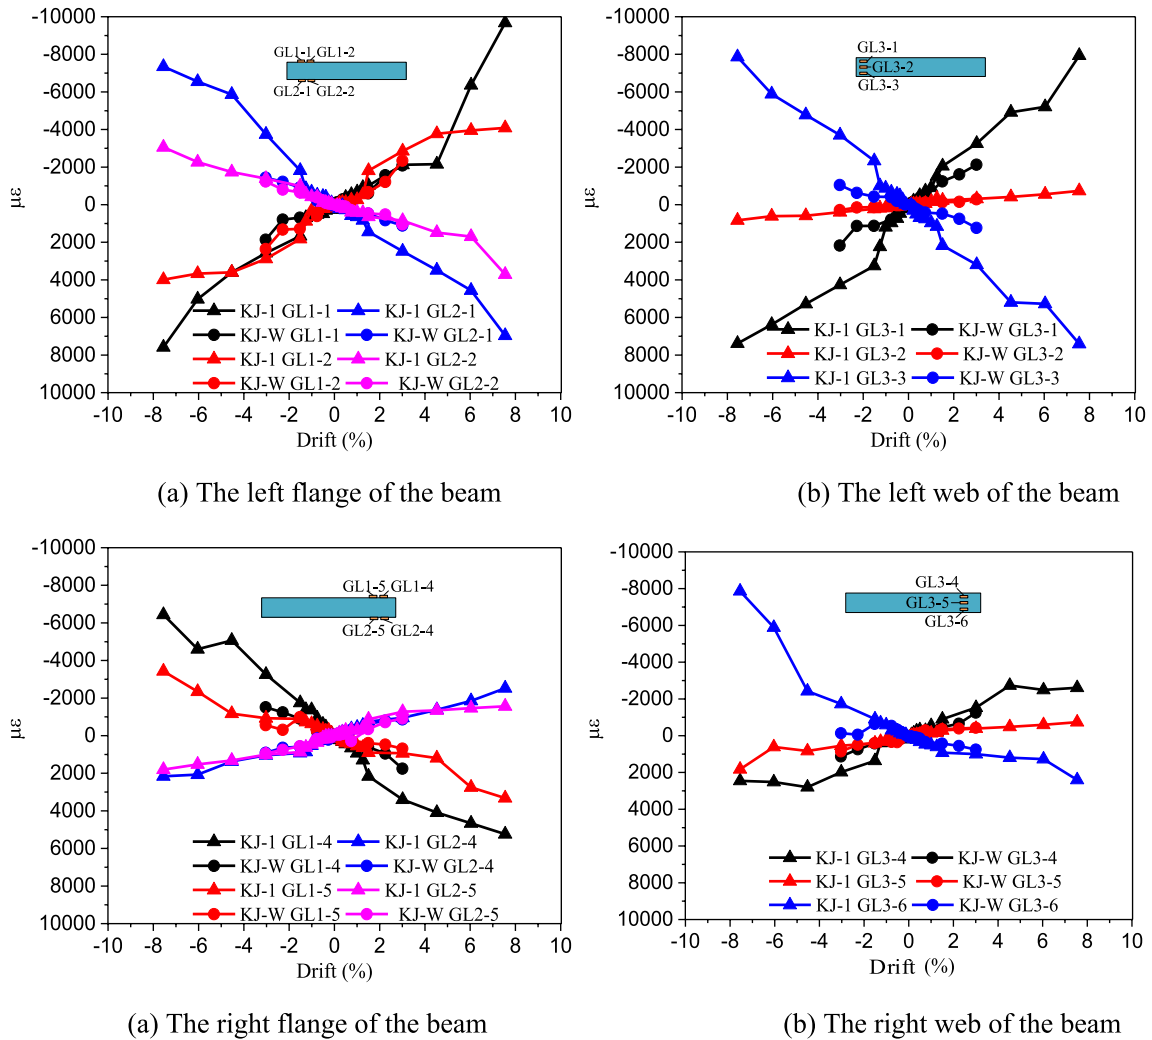 -10000
-8000
-6000
-4000
-2000
0
2000
4000
6000
8000
10000
με
GL1-1 GL1-2
GL2-1 GL2-2
KJ-1 GL1-1 KJ-1 GL2-1
KJ-W GL1-1 KJ-W GL2-1
KJ-1 GL1-2 KJ-1 GL2-2
KJ-W GL1-2 KJ-W GL2-2
-10 -8 -6 -4 -2 0 2 4 6 8 10
Drift (%)
(a) The left flange of the beam
-10000
-8000
-6000
-4000
-2000
0
2000
4000
6000
8000
10000
με
GL3-1
GL3-2
GL3-3
KJ-1 GL3-1 KJ-W GL3-1
KJ-1 GL3-2 KJ-W GL3-2
KJ-1 GL3-3 KJ-W GL3-3
-10 -8 -6 -4 -2 0 2 4 6 8 10
Drift (%)
(b) The left web of the beam
-10000
-8000
-6000
-4000
-2000
0
2000
4000
6000
8000
10000
με
GL1-5 GL1-4
GL2-5 GL2-4
KJ-1 GL1-4 KJ-1 GL2-4
KJ-W GL1-4 KJ-W GL2-4
KJ-1 GL1-5 KJ-1 GL2-5
KJ-W GL1-5 KJ-W GL2-5
-10 -8 -6 -4 -2 0 2 4 6 8 10
Drift (%)
(a) The right flange of the beam
-10000
-8000
-6000
-4000
-2000
0
2000
4000
6000
8000
10000
με
GL3-4
GL3-5
GL3-6
KJ-1 GL3-4 KJ-W GL3-4
KJ-1 GL3-5 KJ-W GL3-5
KJ-1 GL3-6 KJ-W GL3-6
-10 -8 -6 -4 -2 0 2 4 6 8 10
Drift (%)
(b) The right web of the beam